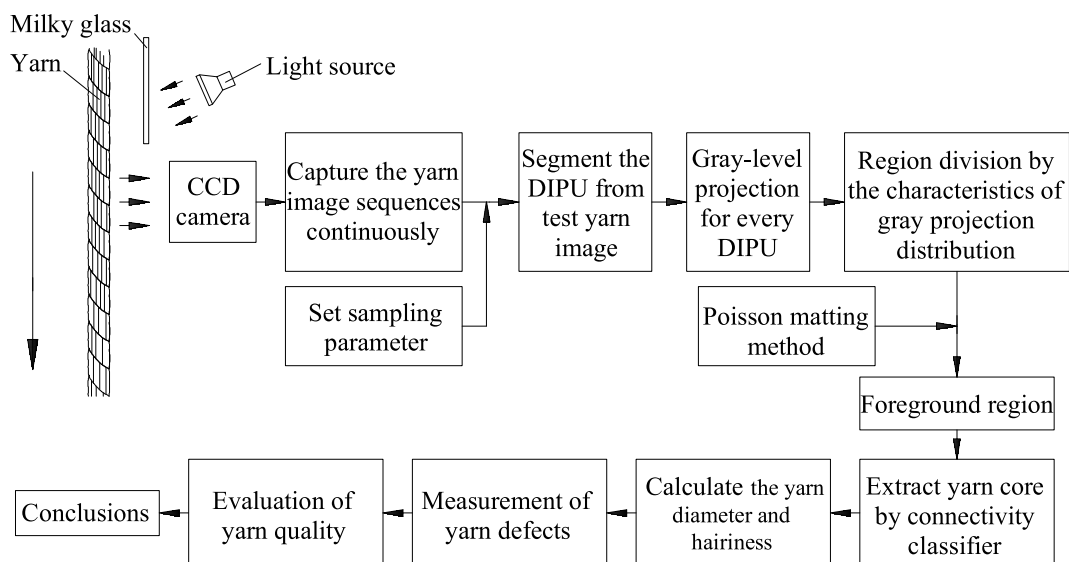 Milky glass
Yarn
Light source
CCD
camera
Capture the yarn
image sequences
continuously
Set sampling
parameter
Segment the
DIPU from
test yarn
image
Gray-level
projection
for every
DIPU
Region division by
the characteristics of
gray projection
distribution
Poisson matting
method
Foreground region
Extract yarn core
by connectivity
classifier
Calculate the yarn
diameter and
hairiness
Measurement of
yarn defects
Evaluation of
yarn quality
Conclusions